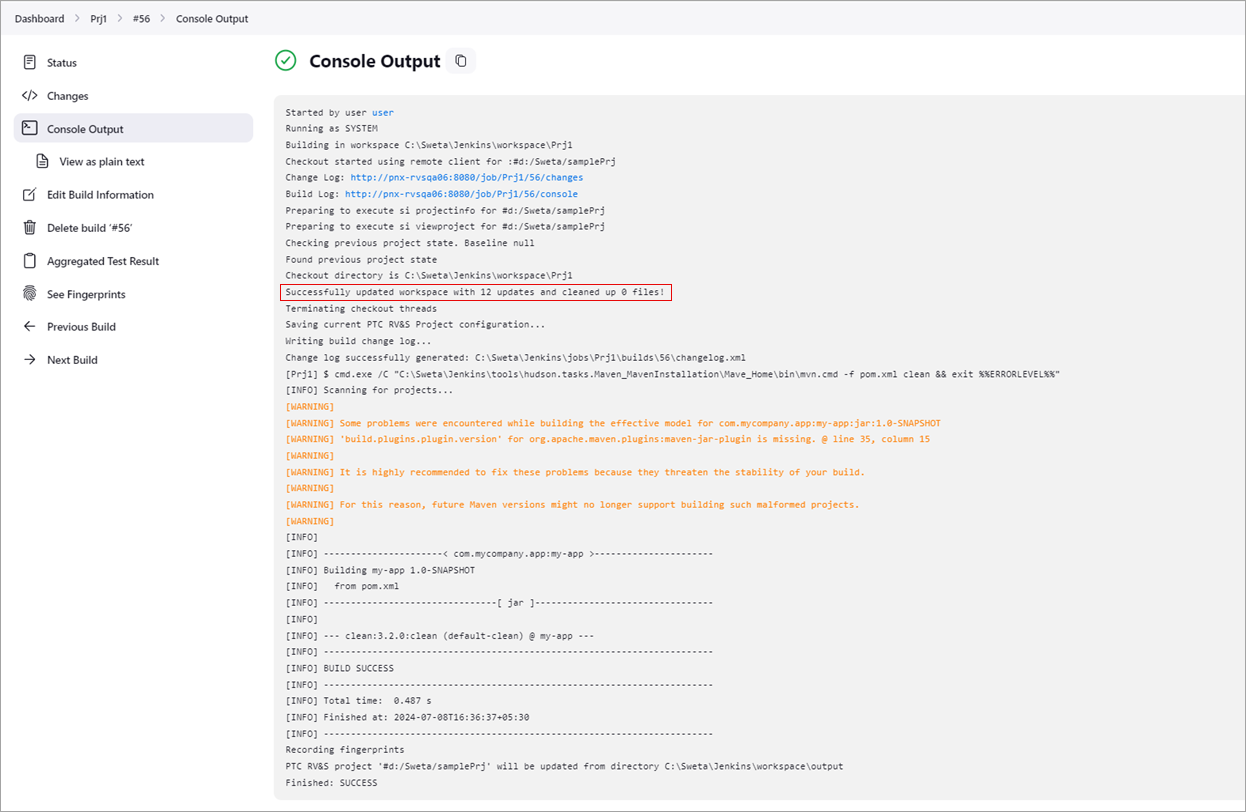 Dashboard > Prj1 > #56 > Console Output
Status
Changes
Console Output
View as plain text
Edit Build Information
Delete build ‘#56’
Aggregated Test Result
See Fingerprints
Previous Build
Next Build
Console Output
Started by user user
Running as SYSTEM
Building in workspace C:\Sweta\Jenkins\workspace\Prj1
Checkout started using remote client for :#d:/Sweta/samplePrj
Change Log: http://pnx-rvsqa06:8080/job/Prj1/56/changes
Build Log: http://pnx-rvsqa06:8080/job/Prj1/56/console
Preparing to execute si projectinfo for #d:/Sweta/samplePrj
Preparing to execute si viewproject for #d:/Sweta/samplePrj
Checking previous project state. Baseline null
Found previous project state
Checkout directory is C:\Sweta\Jenkins\workspace\Prj1
Successfully updated workspace with 12 updates and cleaned up 0 files!
Terminating checkout threads
Saving current PTC RV&S Project configuration...
Writing build change log...
Change log successfully generated: C:\Sweta\Jenkins\jobs\Prj1\builds\56\changelog.xml
[Prj1] $ cmd.exe /C "C:\Sweta\Jenkins\tools\hudson.tasks.Maven_MavenInstallation\Mave_Home\bin\mvn.cmd -f pom.xml clean && exit %%ERRORLEVEL%%"
[INFO] Scanning for projects...
[WARNING]
[WARNING] Some problems were encountered while building the effective model for com.mycompany.app:my-app:jar:1.0-SNAPSHOT
[WARNING] 'build.plugins.plugin.version' for org.apache.maven.plugins:maven-jar-plugin is missing. @ line 35, column 15
[WARNING]
[WARNING] It is highly recommended to fix these problems because they threaten the stability of your build.
[WARNING]
[WARNING] For this reason, future Maven versions might no longer support building such malformed projects.
[WARNING]
[INFO]
[INFO] ----------------------< com.mycompany.app:my-app >----------------------
[INFO] Building my-app 1.0-SNAPSHOT
[INFO]   from pom.xml
[INFO] --------------------------------[ jar ]---------------------------------
[INFO]
[INFO] --- clean:3.2.0:clean (default-clean) @ my-app ---
[INFO] ------------------------------------------------------------------------
[INFO] BUILD SUCCESS
[INFO] ------------------------------------------------------------------------
[INFO] Total time:  0.487 s
[INFO] Finished at: 2024-07-08T16:36:37+05:30
[INFO] ------------------------------------------------------------------------
Recording fingerprints
PTC RV&S project '#d:/Sweta/samplePrj' will be updated from directory C:\Sweta\Jenkins\workspace\output
Finished: SUCCESS